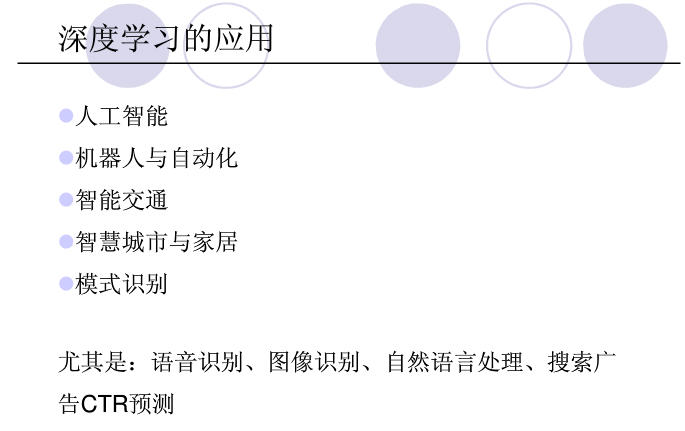 深度学习的应用
人工智能
机器人与自动化
智能交通
智慧城市与家居
模式识别
尤其是：语音识别、图像识别、自然语言处理、搜索广
告CTR预测